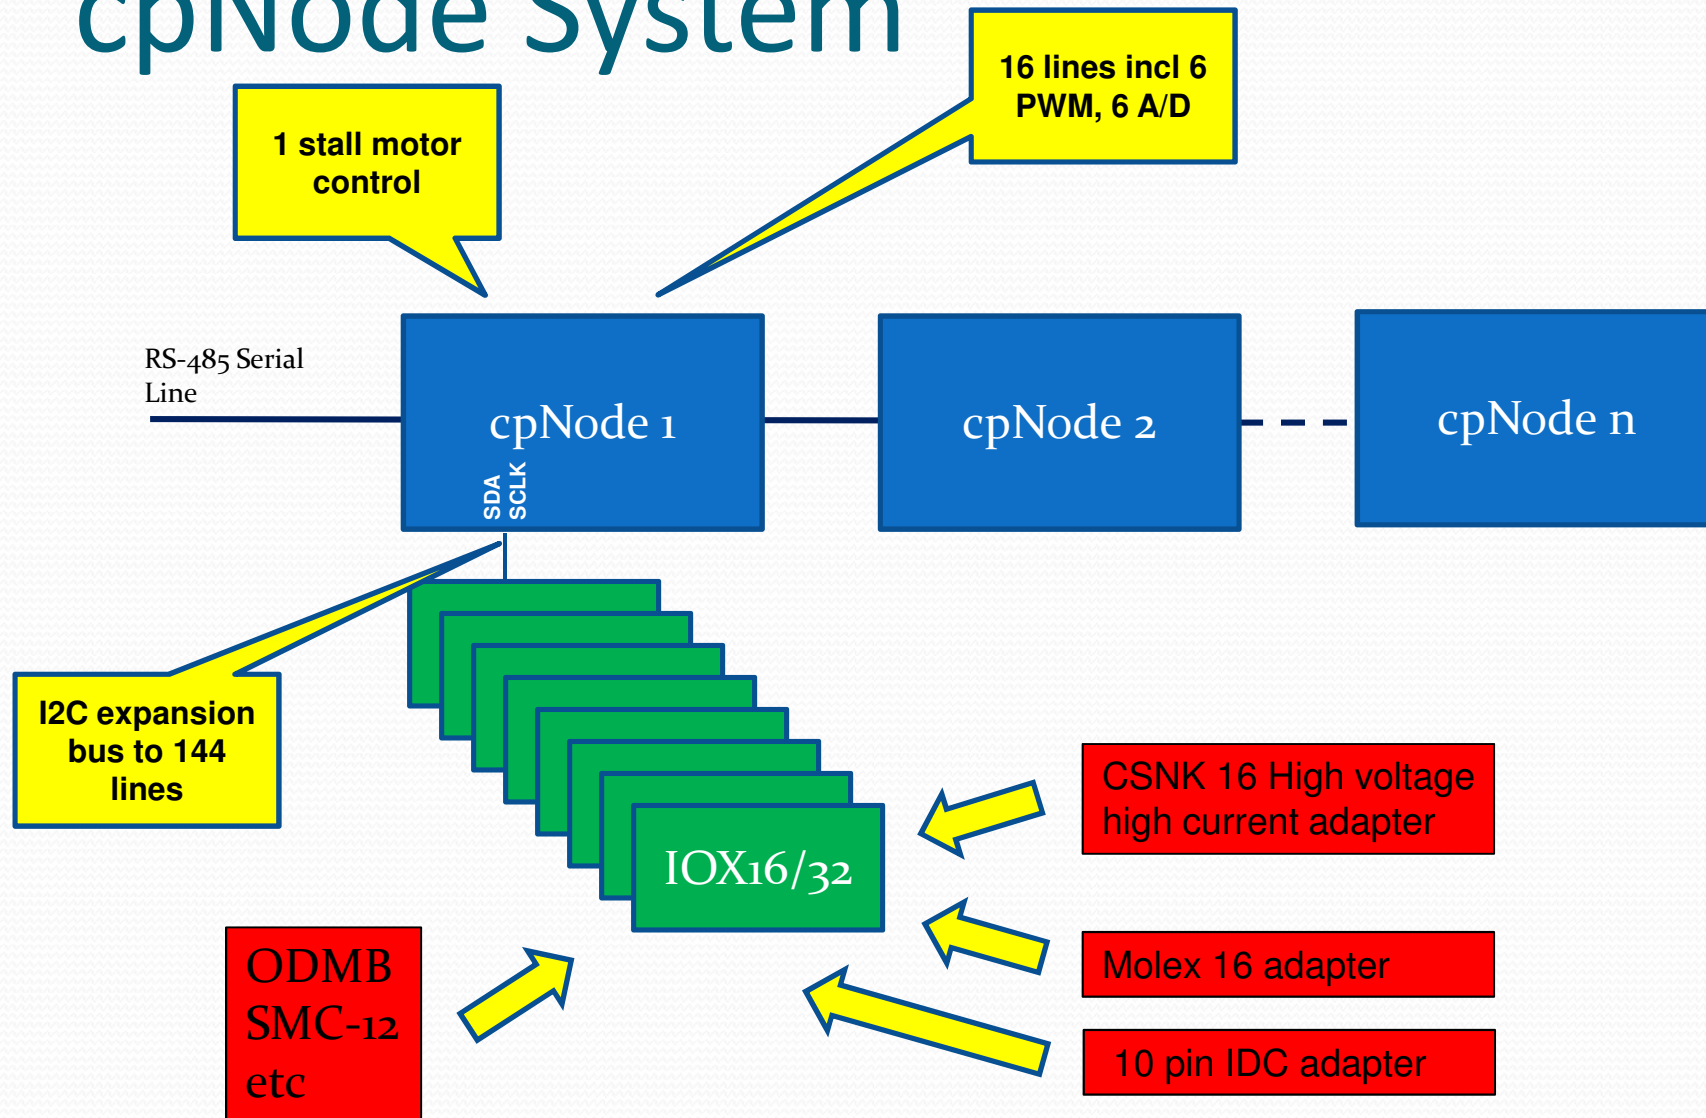 cpNode System
1 stall motor
control
16 lines incl 6
PWM, 6 A/D
RS-485 Serial
Line
cpNode 1
cpNode 2
cpNode n
SDA
SCLK
I2C expansion
bus to 144
lines
IOX16/32
CSNK 16 High voltage
high current adapter
Molex 16 adapter
10 pin IDC adapter
ODMB
SMC-12
etc